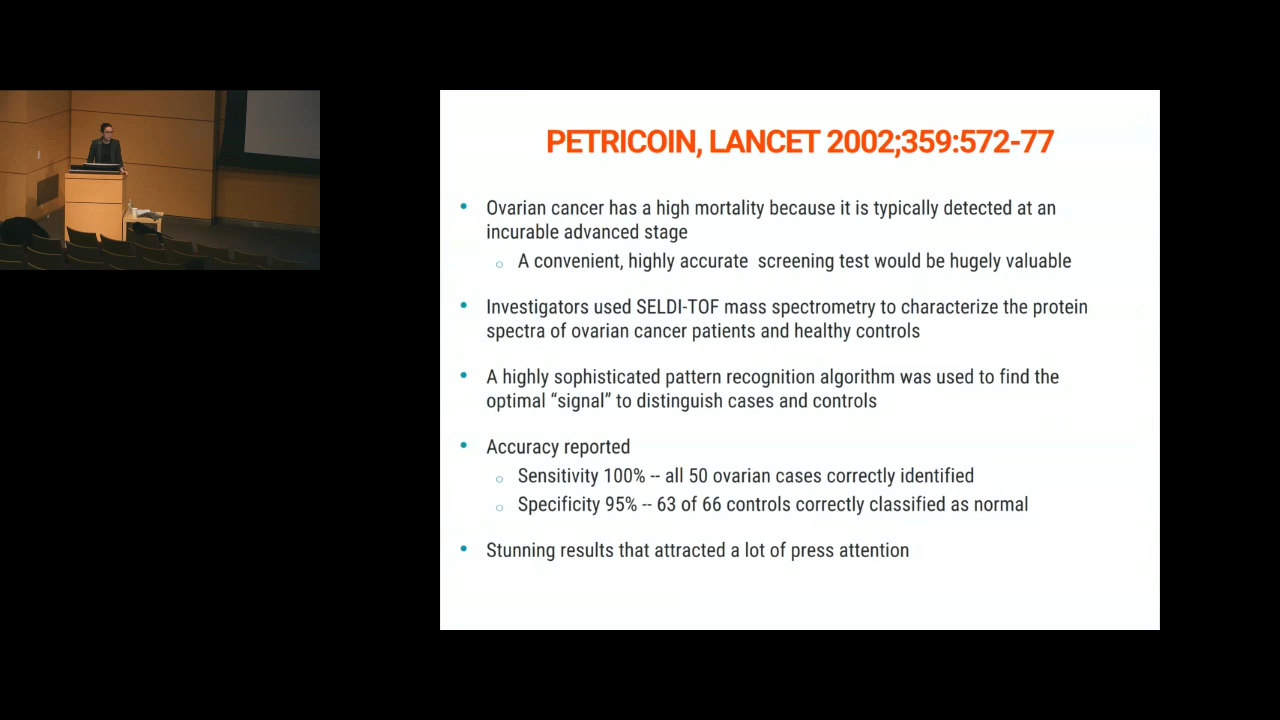 PETRICOIN, LANCET 2002;359:572-77
• Ovarian cancer has a high mortality because it is typically detected at an
incurable advanced stage
○ A convenient, highly accurate screening test would be hugely valuable
• Investigators used SELDI-TOF mass spectrometry to characterize the protein
spectra of ovarian cancer patients and healthy controls
• A highly sophisticated pattern recognition algorithm was used to find the
optimal “signal” to distinguish cases and controls
• Accuracy reported
○ Sensitivity 100% -- all 50 ovarian cases correctly identified
○ Specificity 95% -- 63 of 66 controls correctly classified as normal
• Stunning results that attracted a lot of press attention